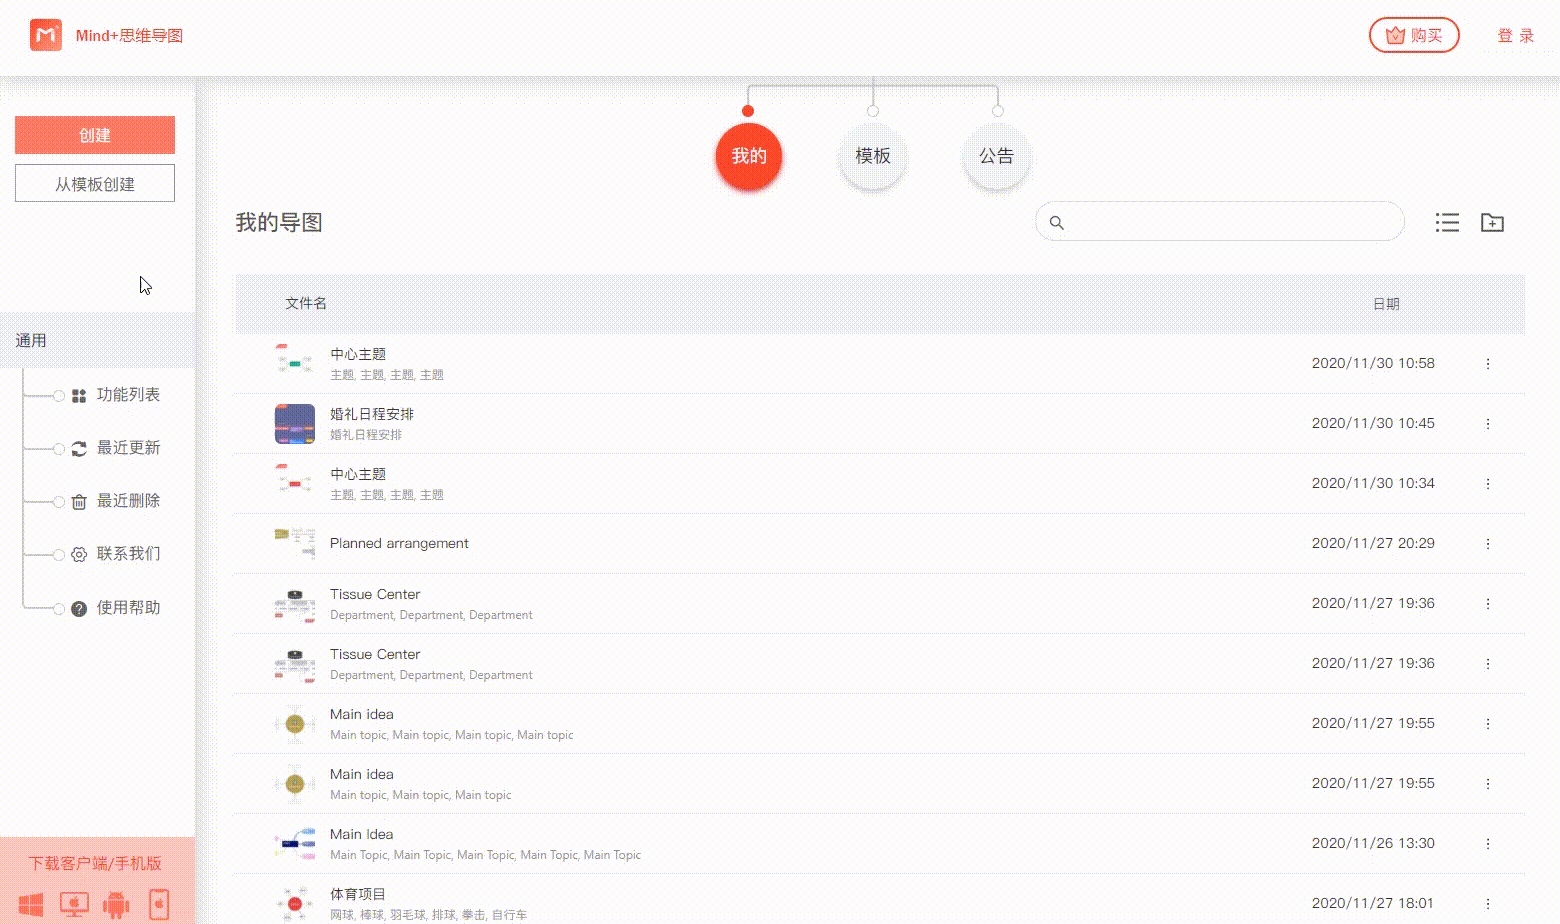 Mind+思维导图
购买
登 录
创建
从模板创建
我的
模板
公告
我的导图
文件名
日期
通用
功能列表
最近更新
最近删除
联系我们
使用帮助
中心主题
主题, 主题, 主题, 主题
2020/11/30 10:58
婚礼日程安排
婚礼日程安排
2020/11/30 10:45
中心主题
主题, 主题, 主题, 主题
2020/11/30 10:34
Planned arrangement
2020/11/27 20:29
Tissue Center
Department, Department, Department
2020/11/27 19:36
Tissue Center
Department, Department, Department
2020/11/27 19:36
Main idea
Main topic, Main topic, Main topic, Main topic
2020/11/27 19:55
Main idea
Main topic, Main topic, Main topic
2020/11/27 19:55
Main Idea
Main Topic, Main Topic, Main Topic, Main Topic, Main Topic
2020/11/26 13:30
体育项目
网球, 棒球, 羽毛球, 排球, 拳击, 自行车
2020/11/27 18:01
下载客户端/手机版